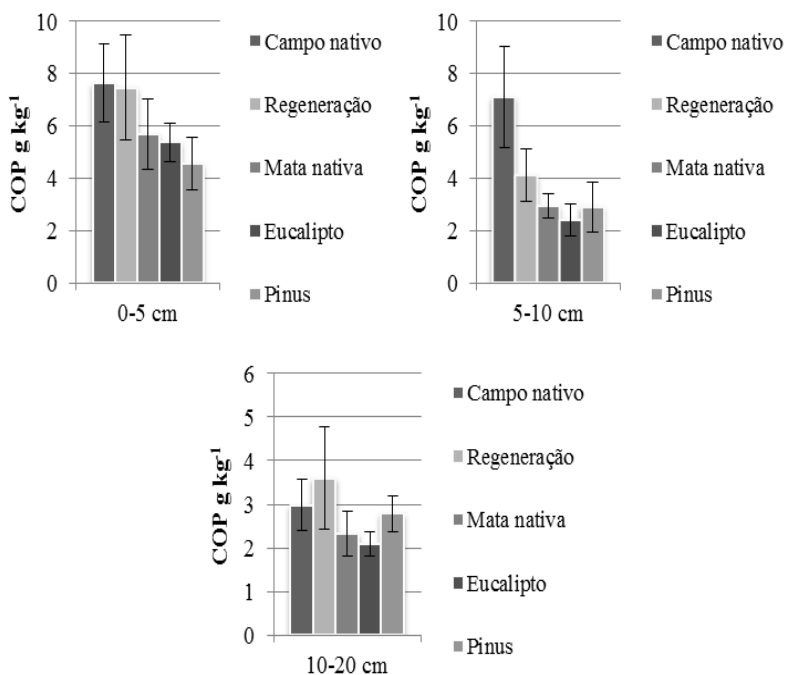 COP g kg⁻¹
10
8
6
4
2
0
0-5 cm
Campo nativo
Regeneração
Mata nativa
Eucalipto
Pinus
COP g kg⁻¹
10
8
6
4
2
0
5-10 cm
Campo nativo
Regeneração
Mata nativa
Eucalipto
Pinus
COP g kg⁻¹
6
5
4
3
2
1
0
10-20 cm
Campo nativo
Regeneração
Mata nativa
Eucalipto
Pinus